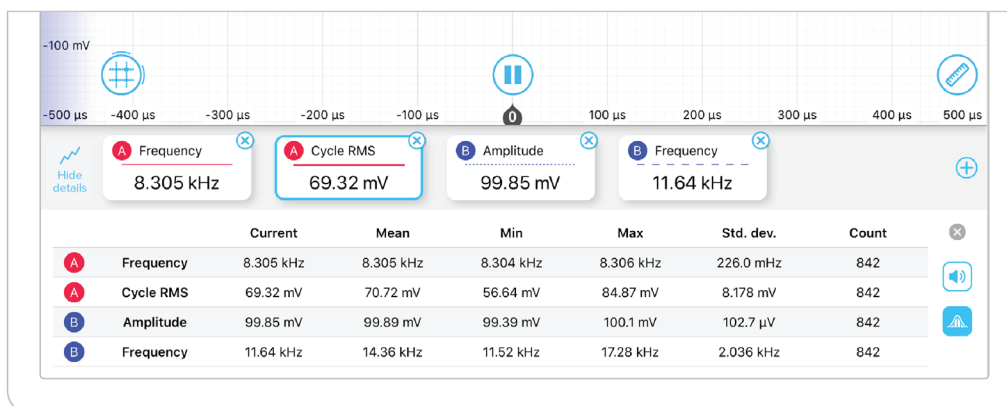 -100 mV
-500 µs -400 µs -300 µs -200 µs -100 µs 0 100 µs 200 µs 300 µs 400 µs 500 µs
A Frequency A Cycle RMS B Amplitude B Frequency
8.305 kHz 69.32 mV 99.85 mV 11.64 kHz
Hide
details
Current Mean Min Max Std. dev. Count
A Frequency 8.305 kHz 8.305 kHz 8.304 kHz 8.306 kHz 226.0 mHz 842
A Cycle RMS 69.32 mV 70.72 mV 56.64 mV 84.87 mV 8.178 mV 842
B Amplitude 99.85 mV 99.89 mV 99.39 mV 100.1 mV 102.7 µV 842
B Frequency 11.64 kHz 14.36 kHz 11.52 kHz 17.28 kHz 2.036 kHz 842